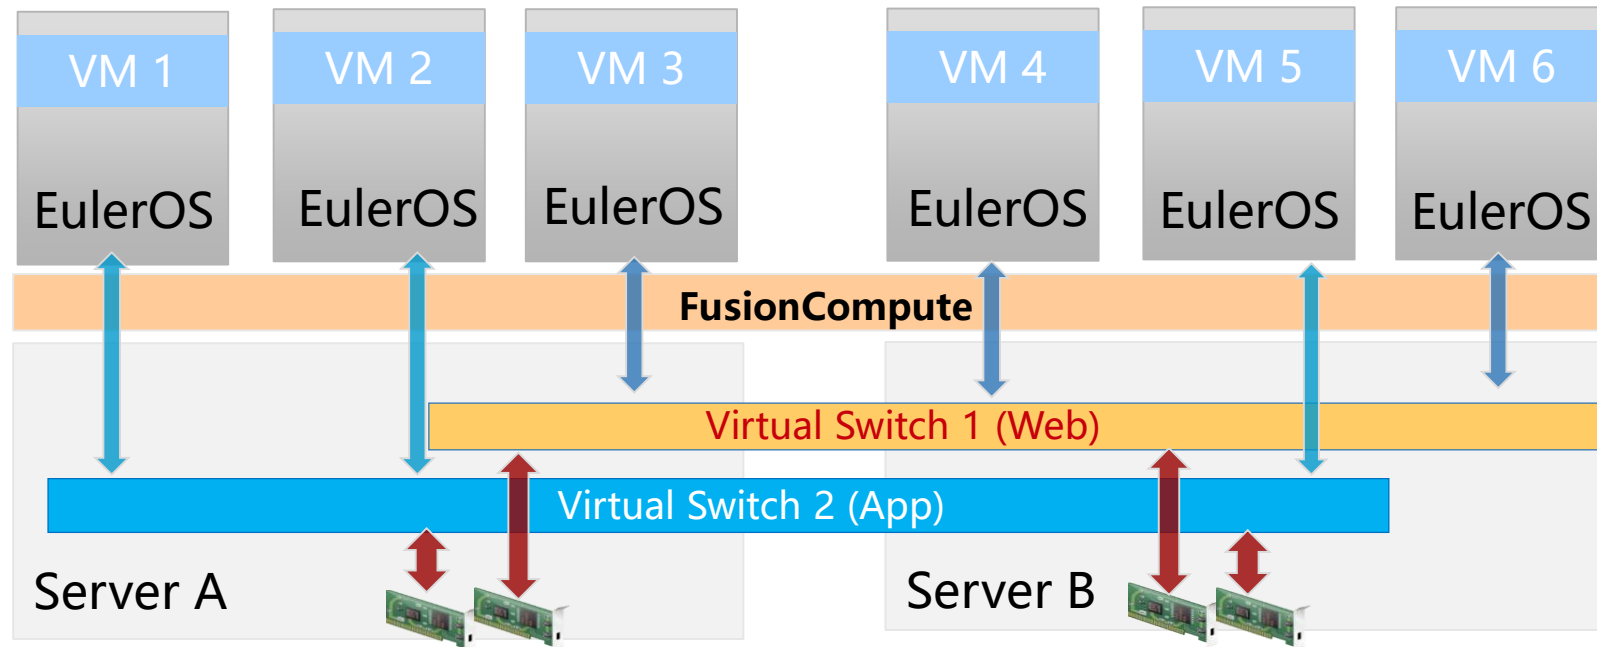 VM 1
VM 2
VM 3
VM 4
VM 5
VM 6
EulerOS
EulerOS
EulerOS
EulerOS
EulerOS
EulerOS
FusionCompute
Virtual Switch 1 (Web)
Virtual Switch 2 (App)
Server A
Server B